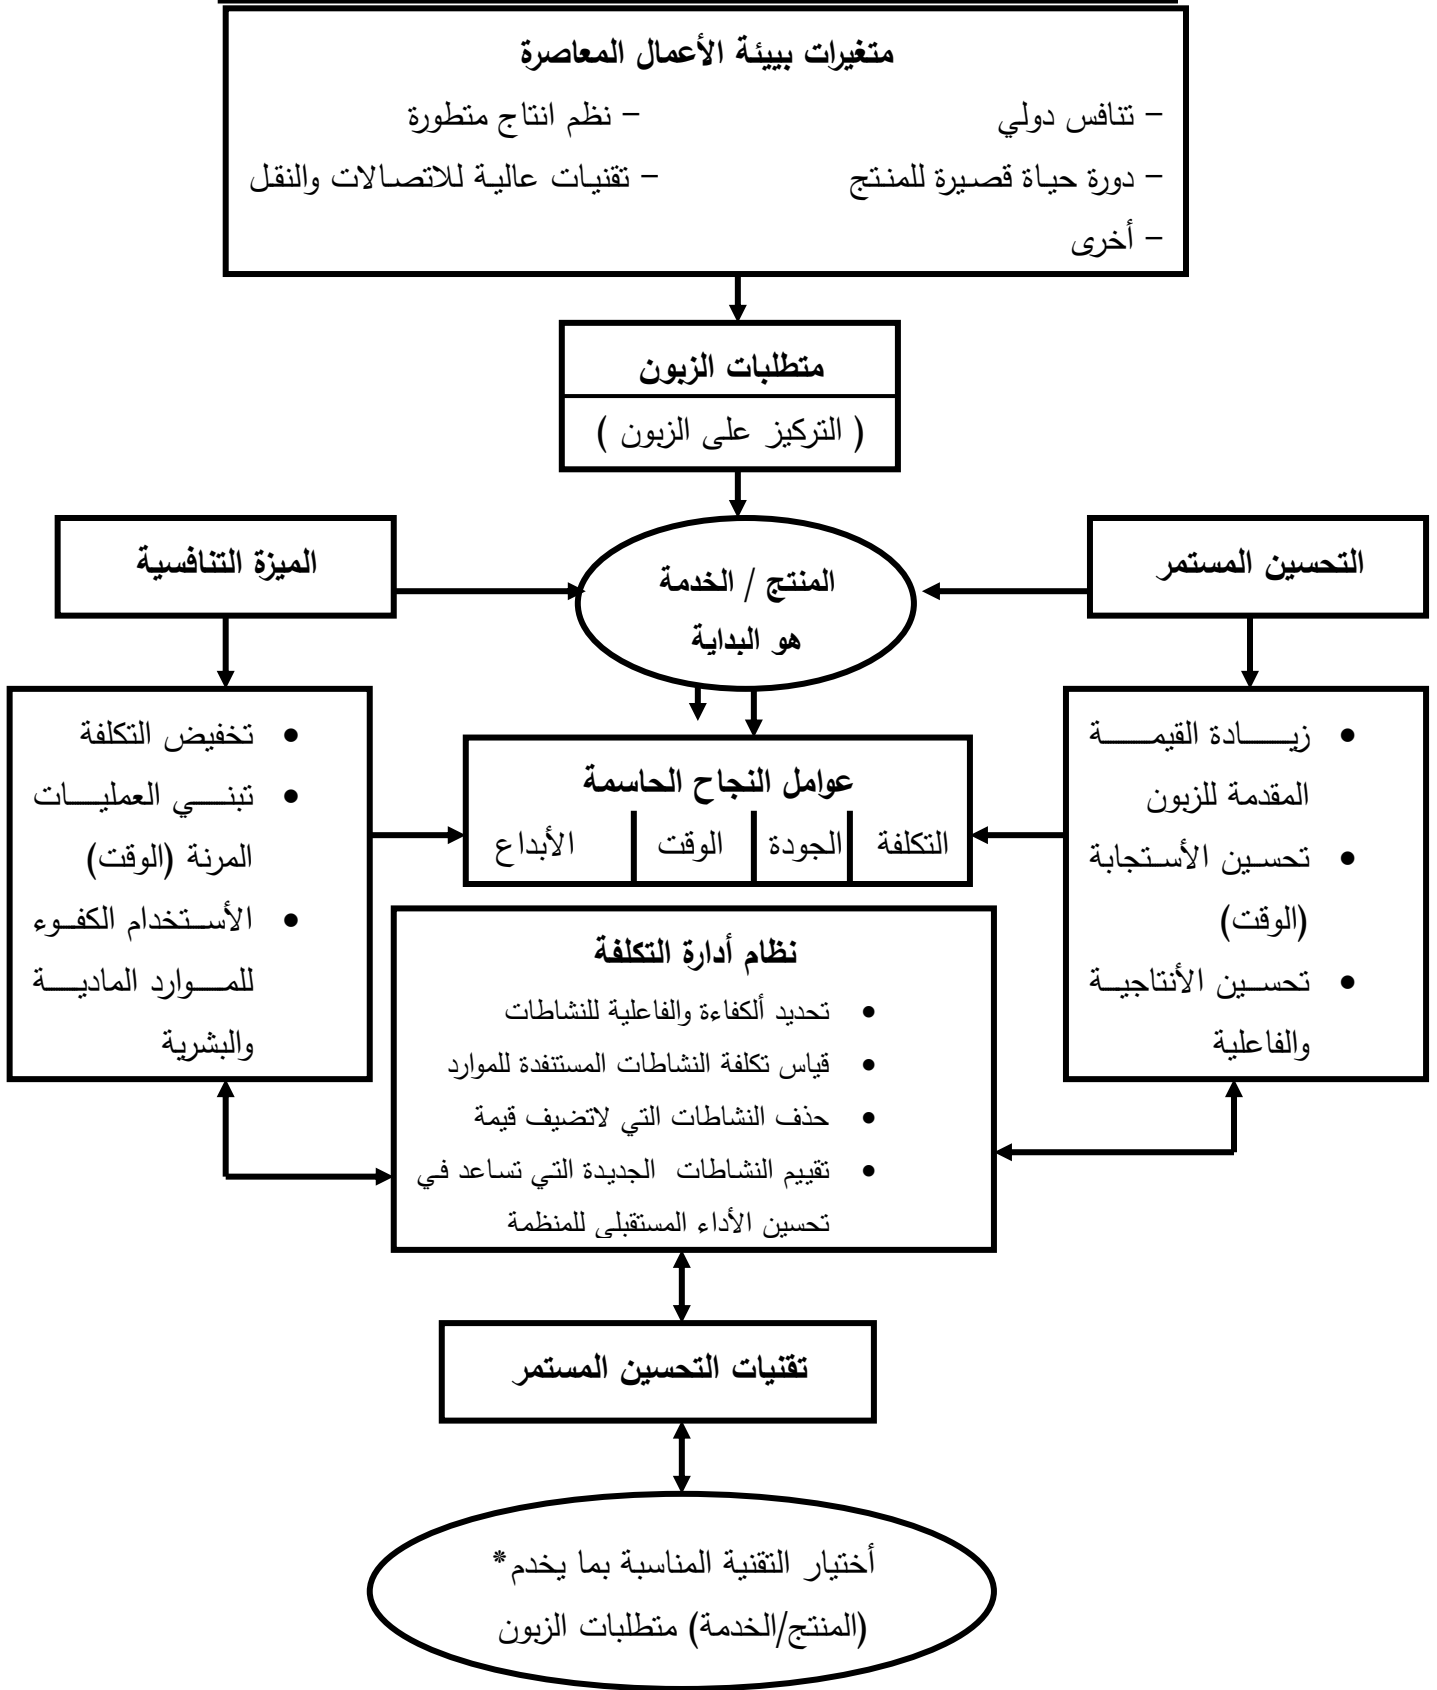 متغيرات بيئة الأعمال المعاصرة
- تنافس دولي
- نظم انتاج متطورة
- دورة حياة قصيرة للمنتج
- تقنيات عالية للاتصالات والنقل
- أخرى
متطلبات الزبون
( التركيز على الزبون )
التحسين المستمر
المنتج / الخدمة
هو البداية
الميزة التنافسية
• زيادة القيمة
المقدمة للزبون
• تحسين الأستجابة
(الوقت)
• تحسين الأنتاجية
والفاعلية
عوامل النجاح الحاسمة
التكلفة
الجودة
الوقت
الأبداع
• تخفيض التكلفة
• تبني العمليات
المرنة (الوقت)
• الأستخدام الكفوء
للموارد المادية
والبشرية
نظام أدارة التكلفة
• تحديد ألكفاءة والفاعلية للنشاطات
• قياس تكلفة النشاطات المستنفدة للموارد
• حذف النشاطات التي لاتضيف قيمة
• تقييم النشاطات الجديدة التي تساعد في
تحسين الأداء المستقبلي للمنظمة
تقنيات التحسين المستمر
أختيار التقنية المناسبة بما يخدم*
(المنتج/الخدمة) متطلبات الزبون